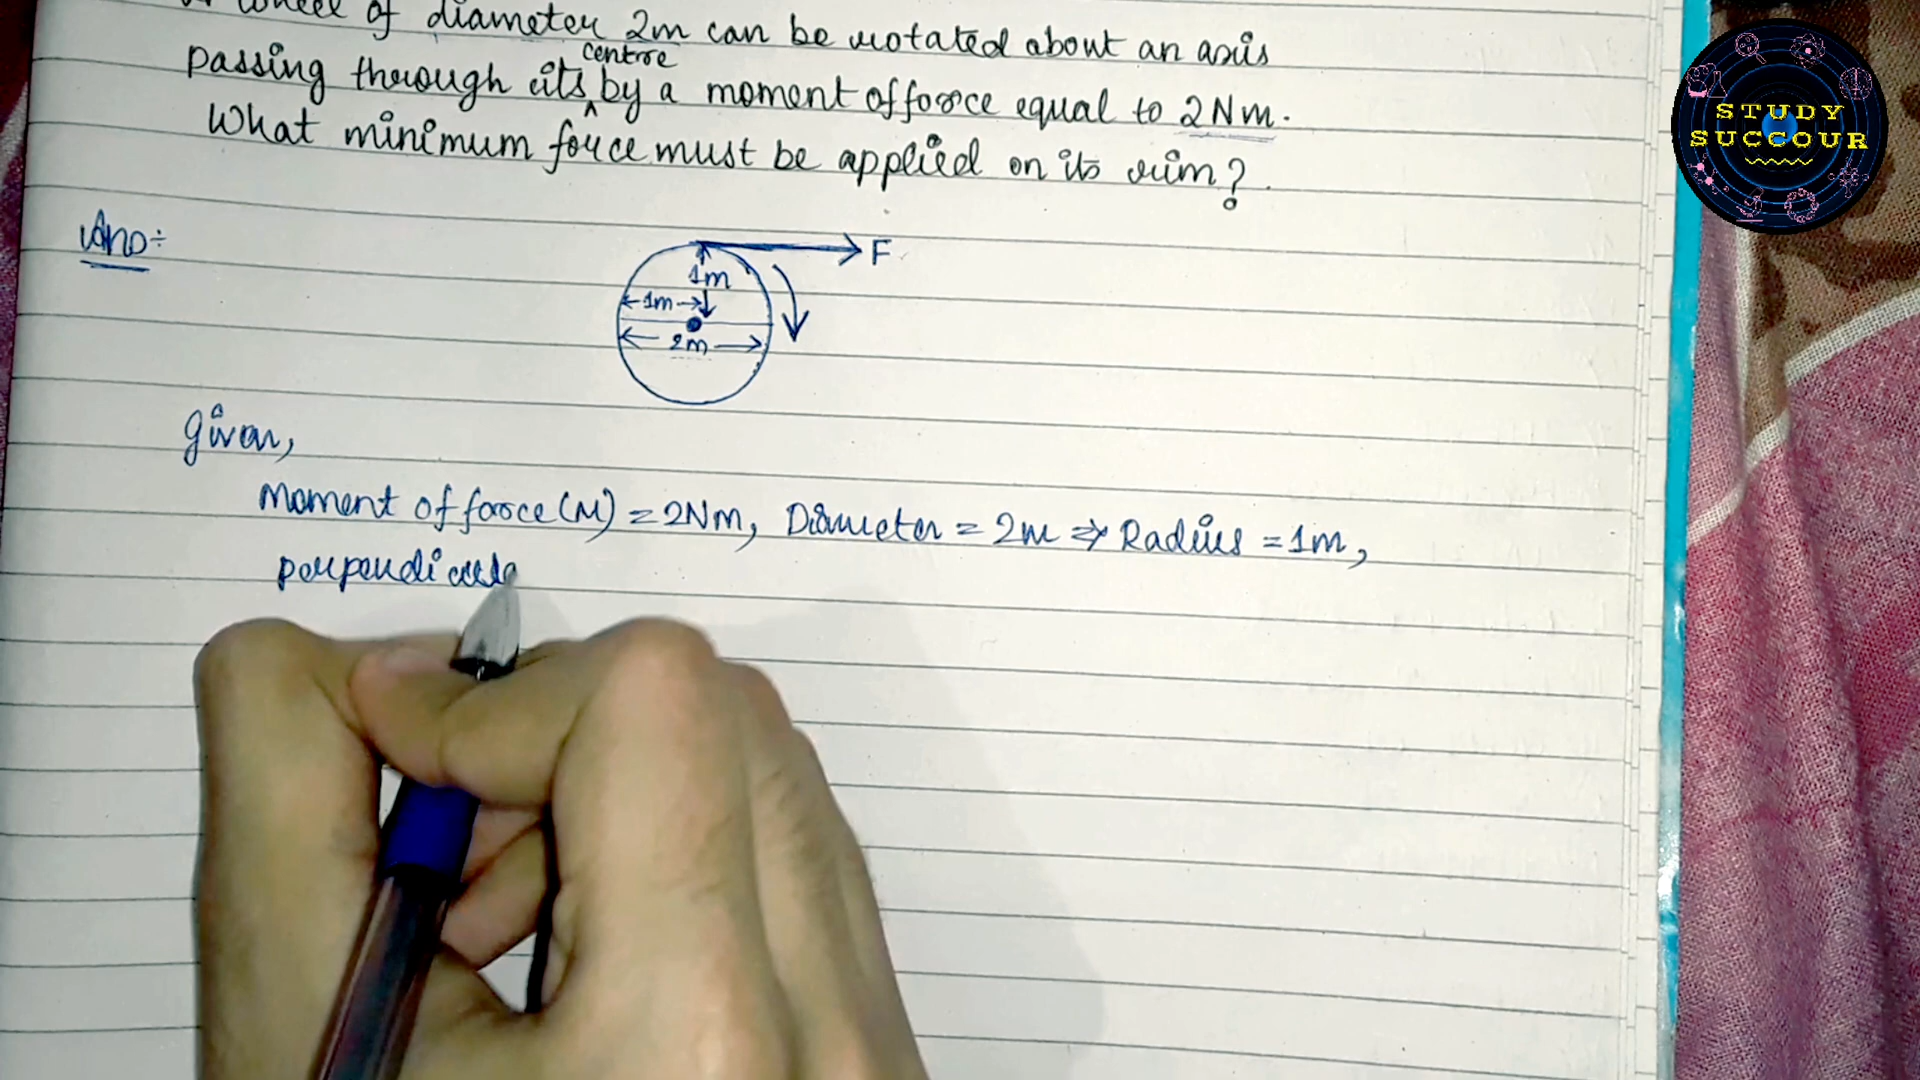 A wheel of diameter 2m can be rotated about an axis
passing through its centre by a moment of force equal to 2Nm.
What minimum force must be applied on its rim?
Ans÷
F
1m
1m
2m
given,
Moment of force (M) = 2Nm, Diameter = 2m ⇒ Radius = 1m,
perpendicula
STUDY
SUCCOUR